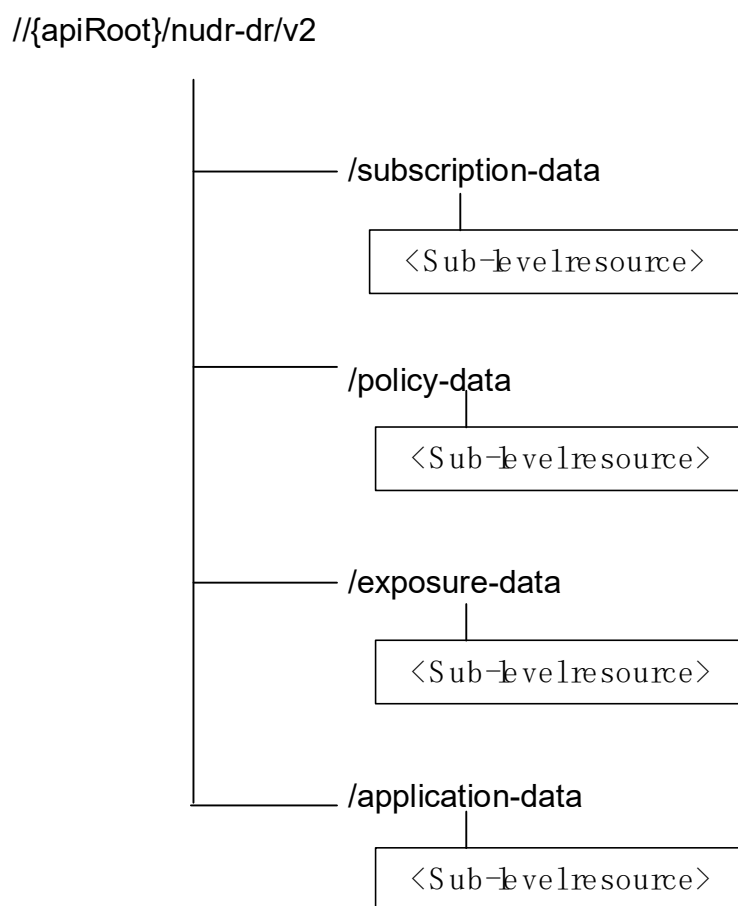 //{apiRoot}/nudr-dr/v2
/subscription-data
<Sub-levelresource>
/policy-data
<Sub-levelresource>
/exposure-data
<Sub-levelresource>
/application-data
<Sub-levelresource>